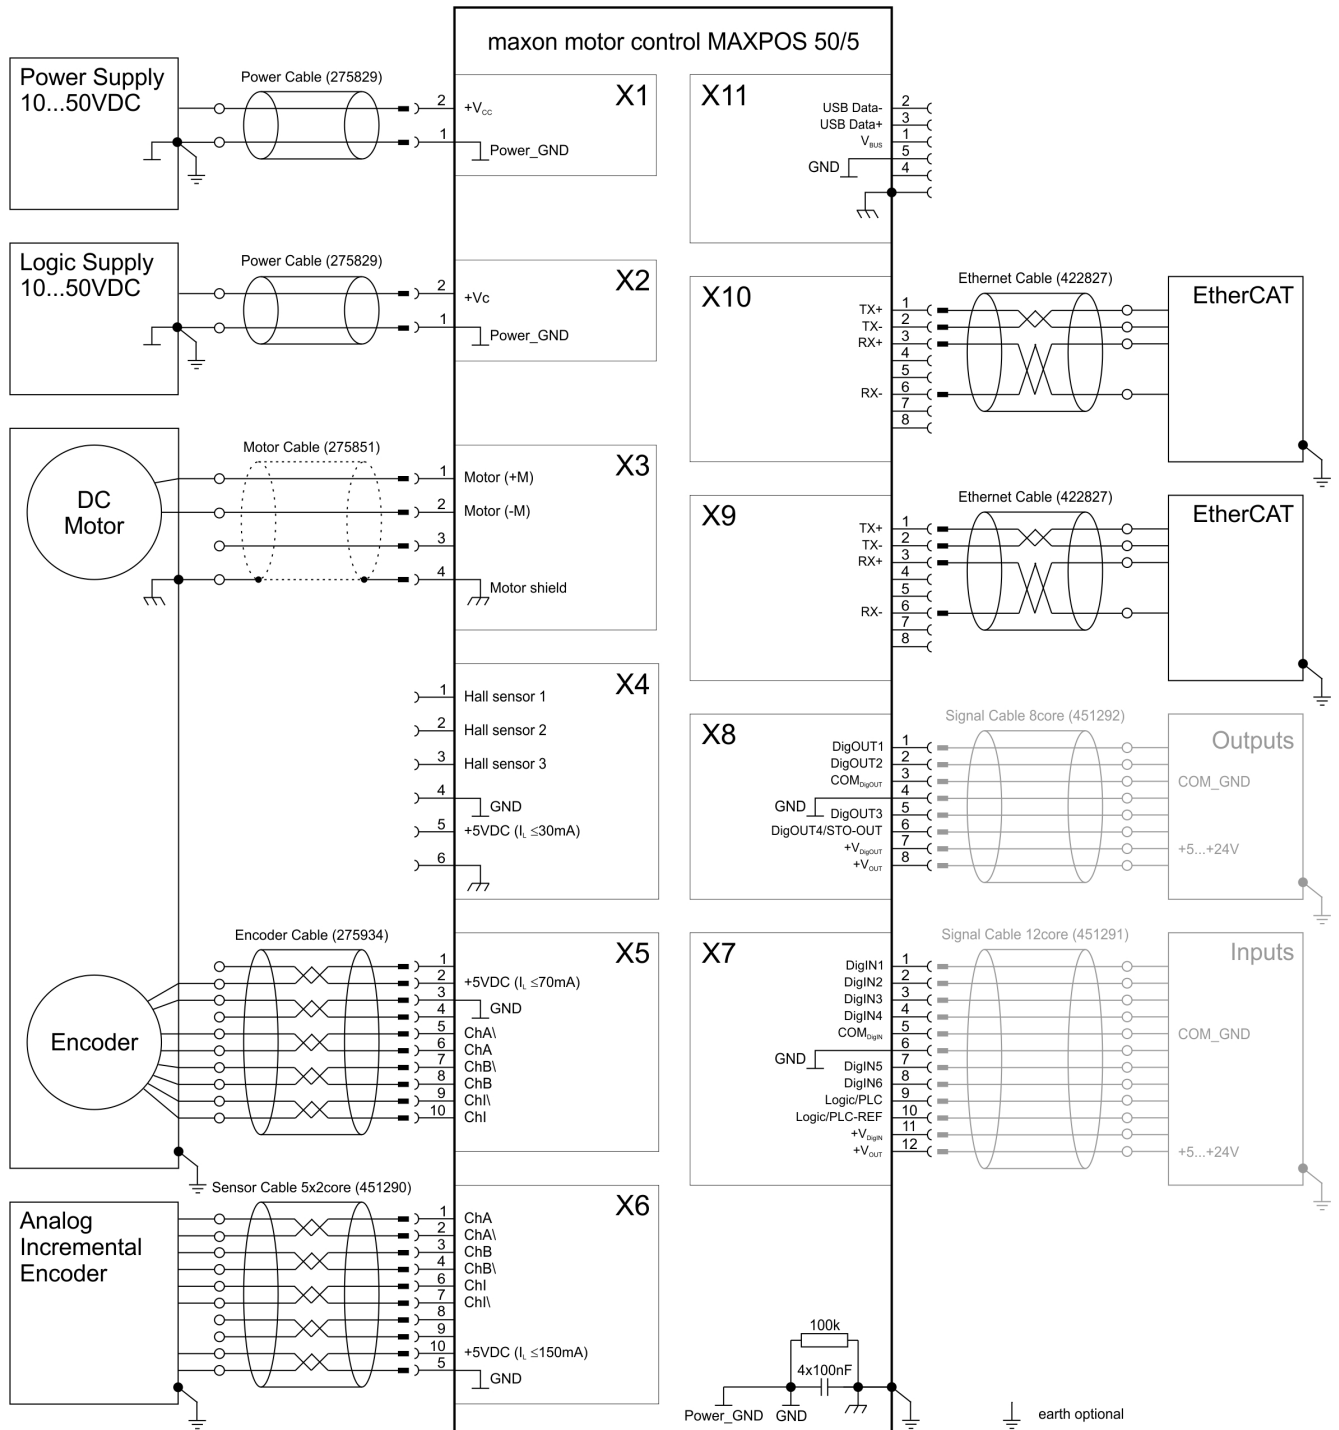 maxon motor control MAXPOS 50/5
Power Supply
10...50VDC
Power Cable (275829)
X1
2
+Vcc
1
Power_GND
Logic Supply
10...50VDC
Power Cable (275829)
X2
2
+Vc
1
Power_GND
DC
Motor
Motor Cable (275851)
X3
1
Motor (+M)
2
Motor (-M)
3
4
Motor shield
X4
1
Hall sensor 1
2
Hall sensor 2
3
Hall sensor 3
4
GND
5
+5VDC (IL ≤30mA)
6
Encoder
Encoder Cable (275934)
X5
1
2
+5VDC (IL ≤70mA)
3
GND
4
5
ChA\
6
ChA
7
ChB\
8
ChB
9
ChI\
10
ChI
Analog
Incremental
Encoder
Sensor Cable 5x2core (451290)
X6
1
ChA
2
ChA\
3
ChB
4
ChB\
6
ChI
7
ChI\
8
9
10
+5VDC (IL ≤150mA)
5
GND
X11
USB Data- 2
USB Data+ 3
VBUS 1
5
GND
4
X10
Ethernet Cable (422827)
EtherCAT
TX+ 1
TX- 2
RX+ 3
4
5
RX- 6
7
8
X9
Ethernet Cable (422827)
EtherCAT
TX+ 1
TX- 2
RX+ 3
4
5
RX- 6
7
8
X8
Signal Cable 8core (451292)
Outputs
DigOUT1 1
DigOUT2 2
COMDigOUT 3
COM_GND
4
GND
DigOUT3 5
DigOUT4/STO-OUT 6
+VDigOUT 7
+5...+24V
+VOUT 8
X7
Signal Cable 12core (451291)
Inputs
DigIN1 1
DigIN2 2
DigIN3 3
DigIN4 4
COMDigIN 5
COM_GND
6
GND
DigIN5 7
DigIN6 8
Logic/PLC 9
Logic/PLC-REF 10
+VDigIN 11
+VOUT 12
+5...+24V
100k
4x100nF
Power_GND
GND
earth optional